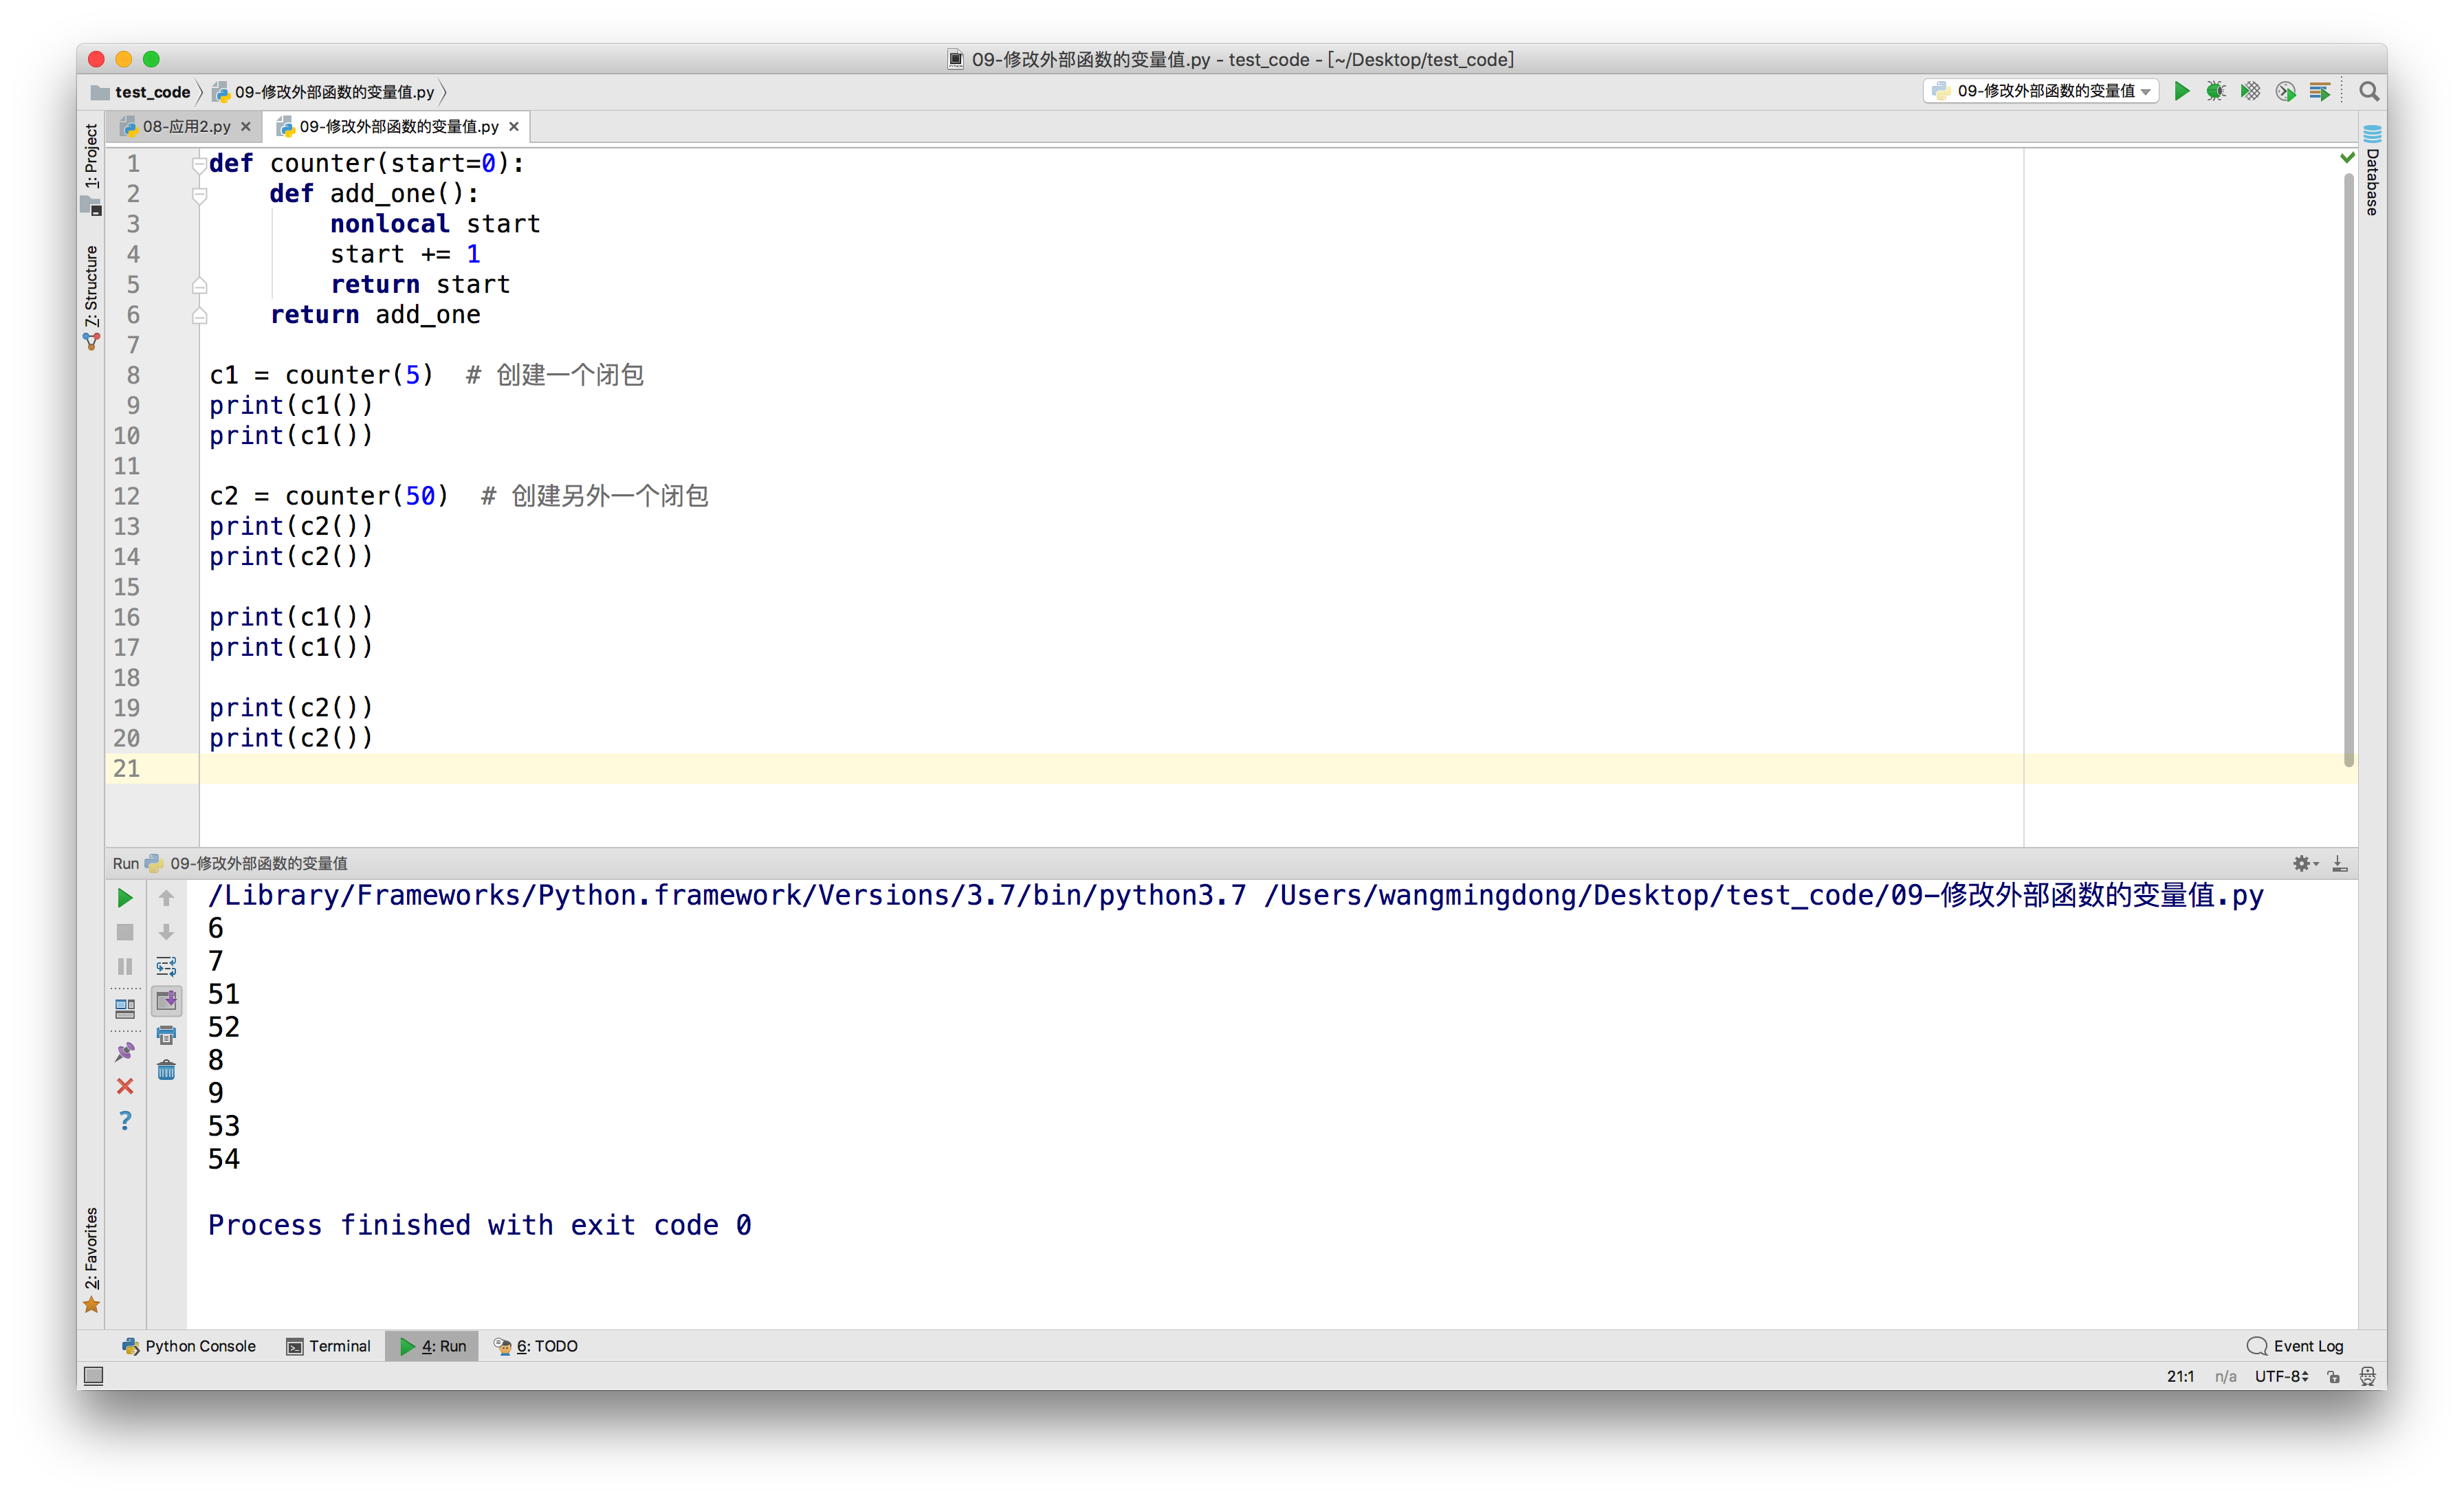 09-修改外部函数的变量值.py - test_code - [~/Desktop/test_code]
test_code 09-修改外部函数的变量值.py 09-修改外部函数的变量值
08-应用2.py 09-修改外部函数的变量值.py
1: Project
7: Structure
Database
1 def counter(start=0):
2     def add_one():
3         nonlocal start
4         start += 1
5         return start
6     return add_one
7
8 c1 = counter(5)  # 创建一个闭包
9 print(c1())
10 print(c1())
11
12 c2 = counter(50)  # 创建另外一个闭包
13 print(c2())
14 print(c2())
15
16 print(c1())
17 print(c1())
18
19 print(c2())
20 print(c2())
21
Run 09-修改外部函数的变量值
/Library/Frameworks/Python.framework/Versions/3.7/bin/python3.7 /Users/wangmingdong/Desktop/test_code/09-修改外部函数的变量值.py
6
7
51
52
8
9
53
54
Process finished with exit code 0
2: Favorites
Python Console Terminal 4: Run 6: TODO Event Log
21:1 n/a UTF-8